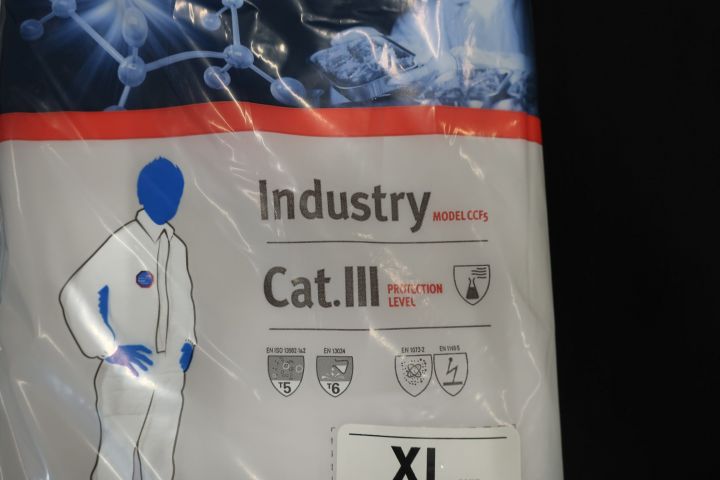 Industry MODEL CCF5
Cat.III PROTECTION LEVEL
EN ISO 13982-1&2 EN 13034 EN 1073-2 EN 1149-5
T5 T6
XL